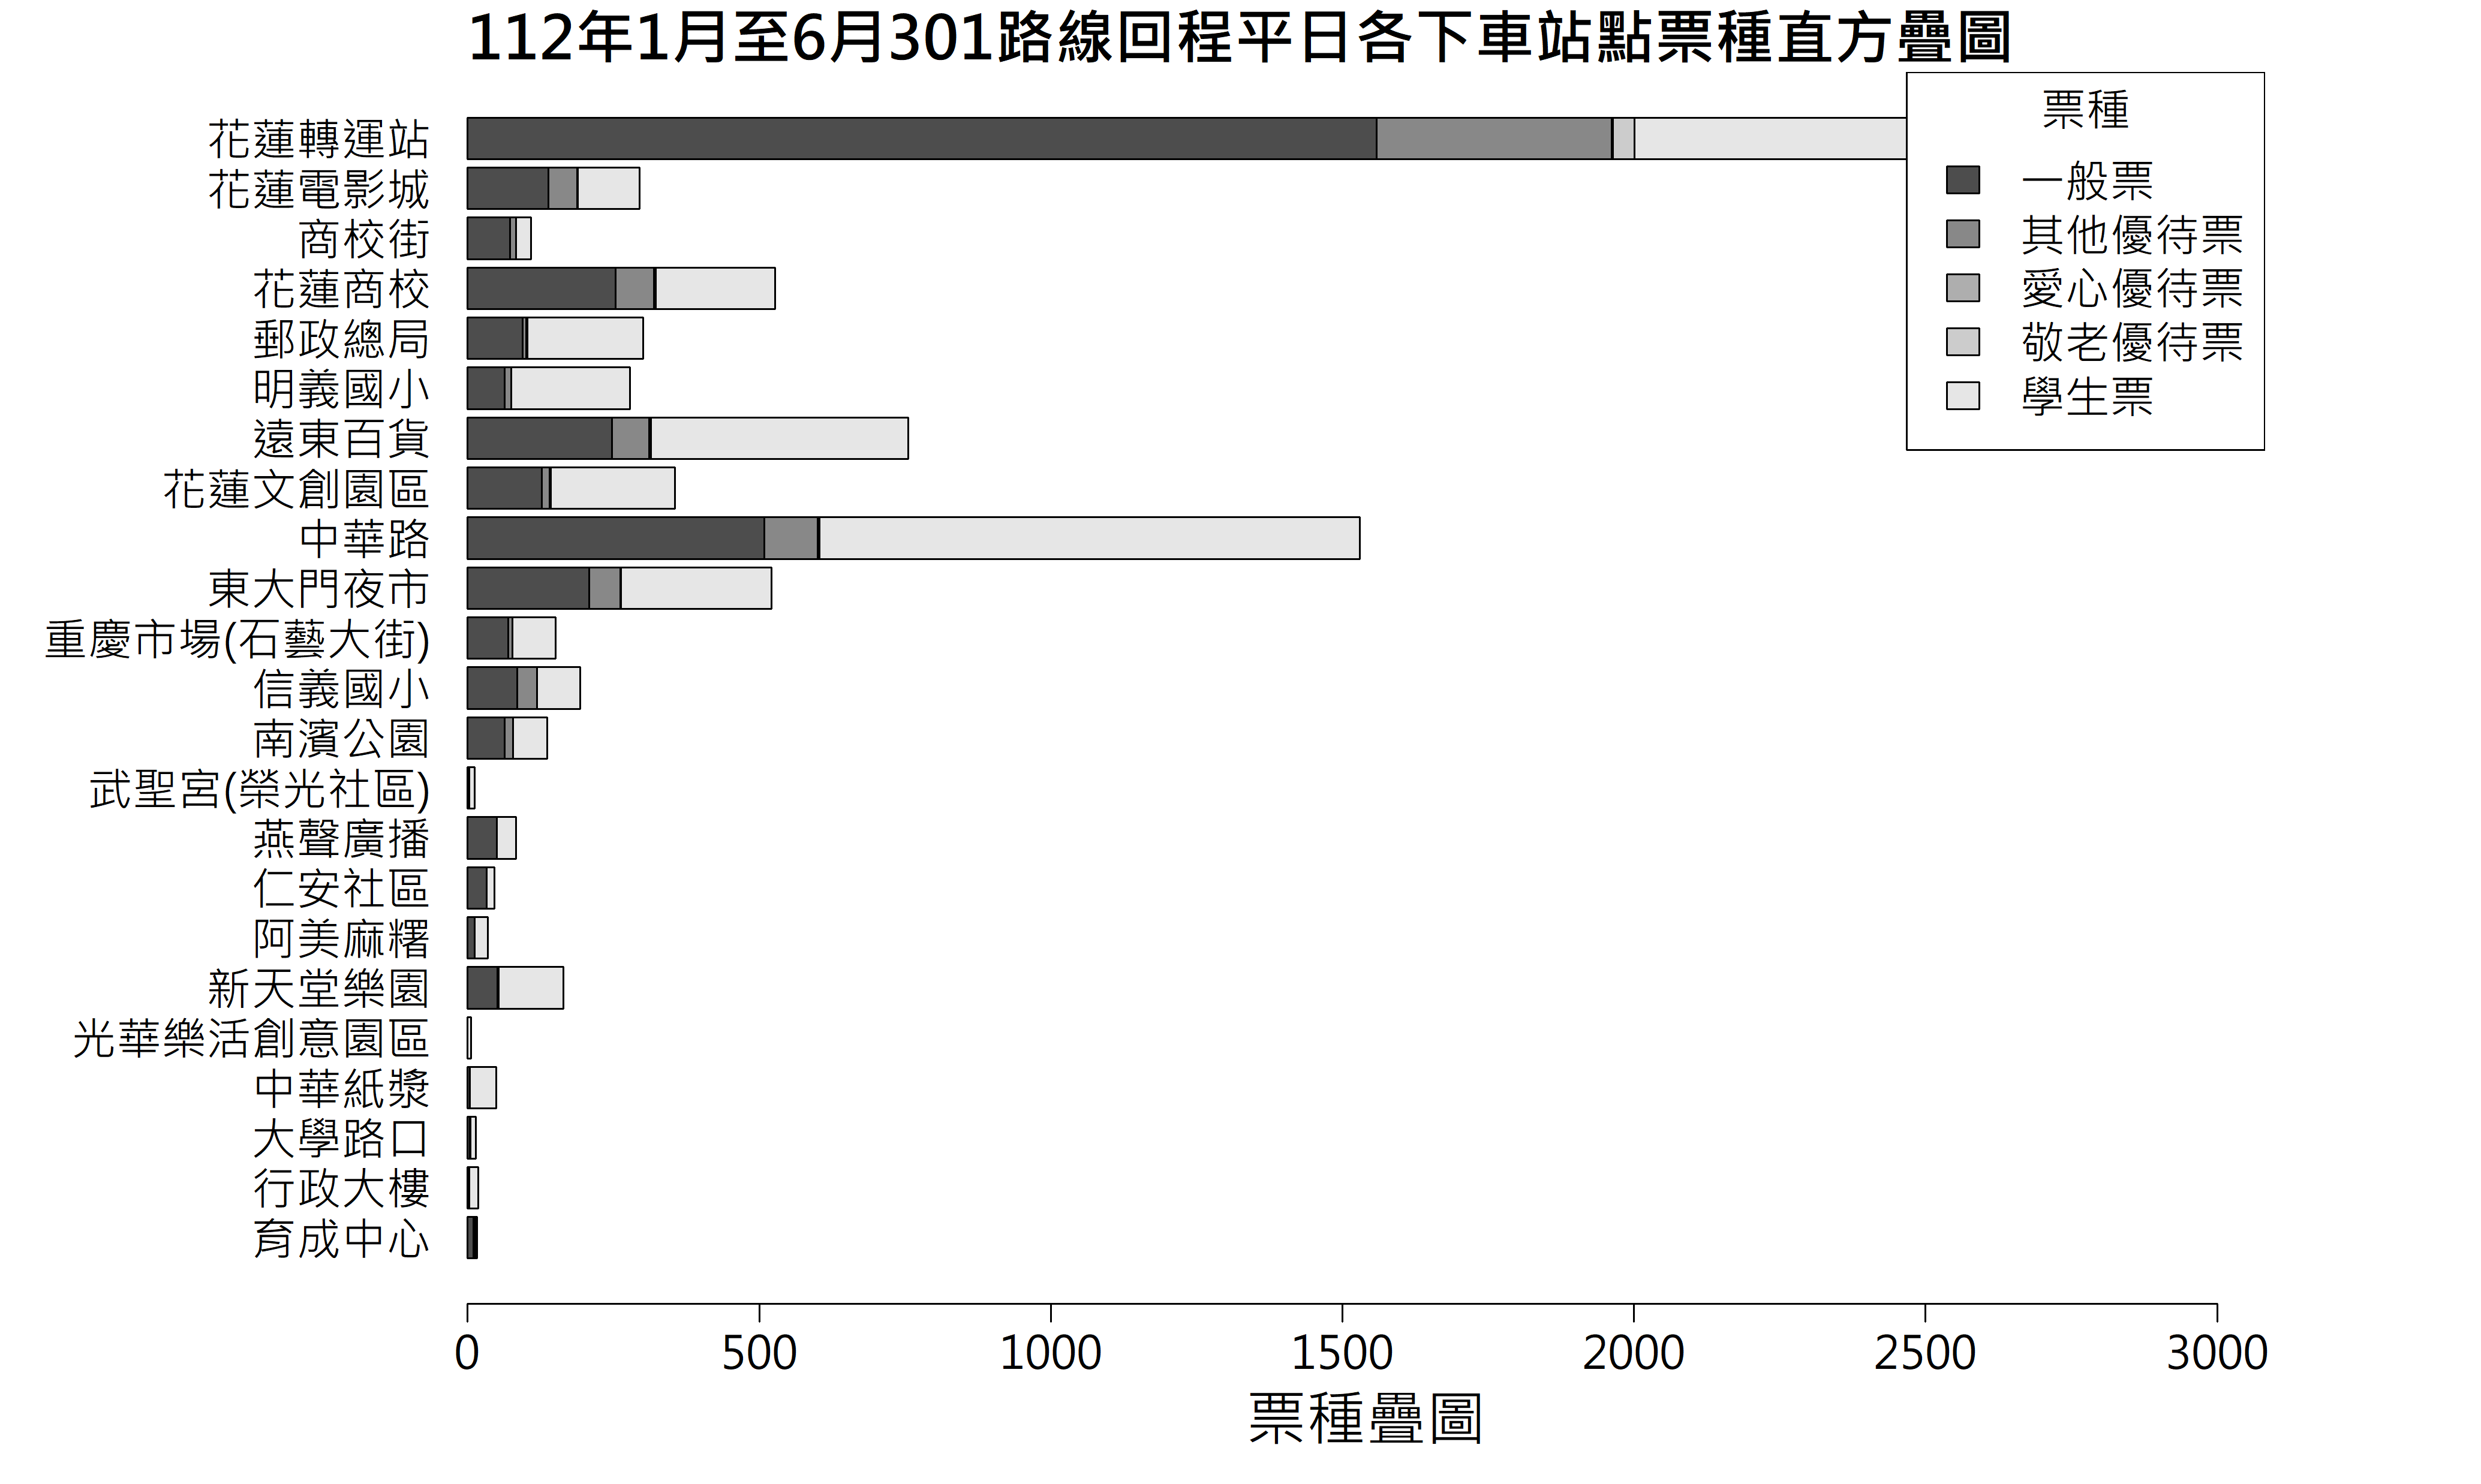 112年1月至6月301路線回程平日各下車站點票種直方疊圖
票種
一般票
其他優待票
愛心優待票
敬老優待票
學生票
花蓮轉運站
花蓮電影城
商校街
花蓮商校
郵政總局
明義國小
遠東百貨
花蓮文創園區
中華路
東大門夜市
重慶市場(石藝大街)
信義國小
南濱公園
武聖宮(榮光社區)
燕聲廣播
仁安社區
阿美麻糬
新天堂樂園
光華樂活創意園區
中華紙漿
大學路口
行政大樓
育成中心
0 500 1000 1500 2000 2500 3000
票種疊圖